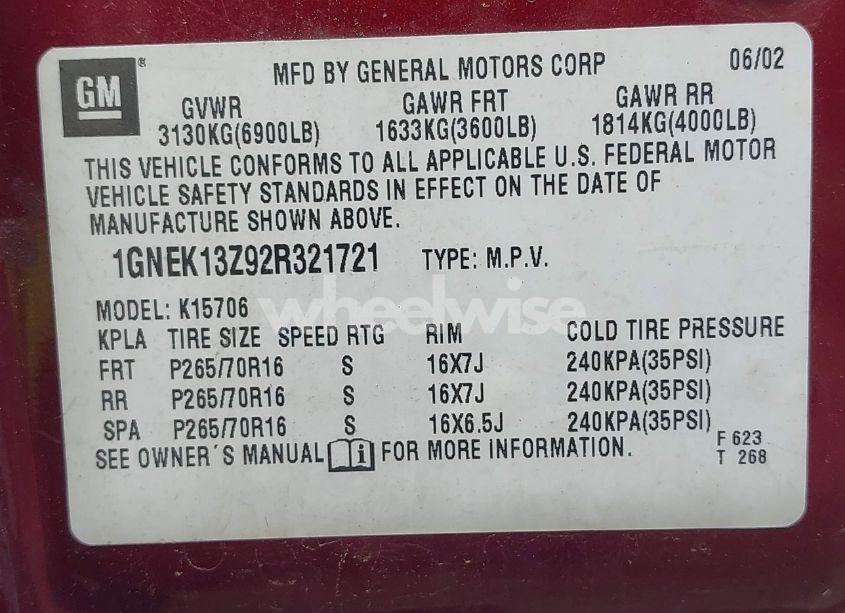 GM®
MFD BY GENERAL MOTORS CORP 06/02
GVWR GAWR FRT GAWR RR
3130KG(6900LB) 1633KG(3600LB) 1814KG(4000LB)
THIS VEHICLE CONFORMS TO ALL APPLICABLE U.S. FEDERAL MOTOR
VEHICLE SAFETY STANDARDS IN EFFECT ON THE DATE OF
MANUFACTURE SHOWN ABOVE.
1GNEK13Z92R321721 TYPE: M.P.V.
MODEL: K15706
wheelwise
KPLA TIRE SIZE SPEED RTG RIM COLD TIRE PRESSURE
FRT P265/70R16 S 16X7J 240KPA(35PSI)
RR P265/70R16 S 16X7J 240KPA(35PSI)
SPA P265/70R16 S 16X6.5J 240KPA(35PSI)
SEE OWNER´S MANUAL i FOR MORE INFORMATION.
F 623
T 268